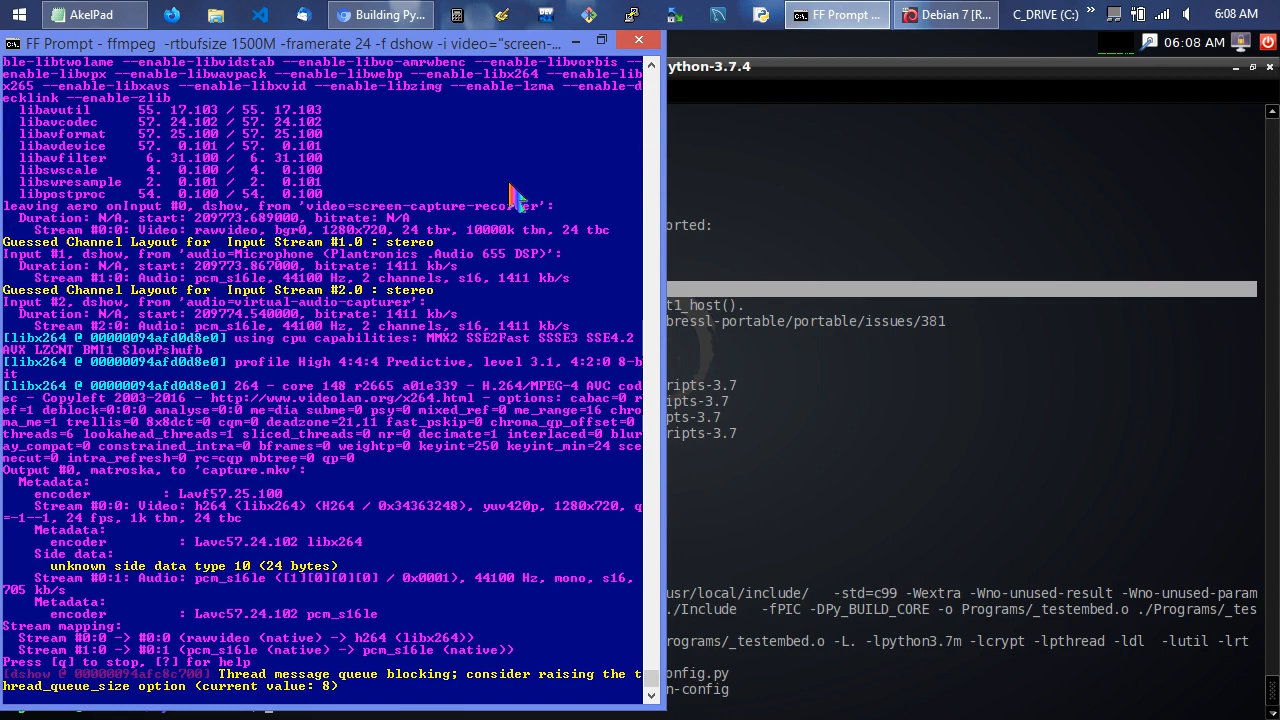 AkelPad
Building Py...
FF Prompt ...
Debian 7 [R...
C_DRIVE (C:)
6:08 AM
FF Prompt - ffmpeg -rtbufsize 1500M -framerate 24 -f dshow -i video="screen-...
06:08 AM
ython-3.7.4
ble-libtwolame --enable-libvidstab --enable-libvo-amrwbenc --enable-libvorbis --
enable-libvpx --enable-libwavpack --enable-libwebp --enable-libx264 --enable-lib
x265 --enable-libxavs --enable-libxvid --enable-libzimg --enable-lzma --enable-d
ecklink --enable-zlib
libavutil 55. 17.103 / 55. 17.103
libavcodec 57. 24.102 / 57. 24.102
libavformat 57. 25.100 / 57. 25.100
libavdevice 57. 0.101 / 57. 0.101
libavfilter 6. 31.100 / 6. 31.100
libswscale 4. 0.100 / 4. 0.100
libswresample 2. 0.101 / 2. 0.101
libpostproc 54. 0.100 / 54. 0.100
leaving aero onInput #0, dshow, from 'video=screen-capture-recorder':
Duration: N/A, start: 209773.689000, bitrate: N/A
Stream #0:0: Video: rawvideo, bgr0, 1280x720, 24 tbr, 10000k tbn, 24 tbc
Guessed Channel Layout for Input Stream #1.0 : stereo
Input #1, dshow, from 'audio=Microphone (Plantronics .Audio 655 DSP)':
Duration: N/A, start: 209773.867000, bitrate: 1411 kb/s
Stream #1:0: Audio: pcm_s16le, 44100 Hz, 2 channels, s16, 1411 kb/s
Guessed Channel Layout for Input Stream #2.0 : stereo
Input #2, dshow, from 'audio=virtual-audio-capturer':
Duration: N/A, start: 209774.540000, bitrate: 1411 kb/s
Stream #2:0: Audio: pcm_s16le, 44100 Hz, 2 channels, s16, 1411 kb/s
[libx264 @ 00000094afd0d8e0] using cpu capabilities: MMX2 SSE2Fast SSSE3 SSE4.2
AVX LZCNT BMI1 SlowPshufb
[libx264 @ 00000094afd0d8e0] profile High 4:4:4 Predictive, level 3.1, 4:2:0 8-b
it
[libx264 @ 00000094afd0d8e0] 264 - core 148 r2665 a01e339 - H.264/MPEG-4 AVC cod
ec - Copyleft 2003-2016 - http://www.videolan.org/x264.html - options: cabac=0 r
ef=1 deblock=0:0:0 analyse=0:0 me=dia subme=0 psy=0 mixed_ref=0 me_range=16 chro
ma_me=1 trellis=0 8x8dct=0 cqm=0 deadzone=21,11 fast_pskip=0 chroma_qp_offset=0
threads=6 lookahead_threads=1 sliced_threads=0 nr=0 decimate=1 interlaced=0 blur
ay_compat=0 constrained_intra=0 bframes=0 weightp=0 keyint=250 keyint_min=24 sce
necut=0 intra_refresh=0 rc=cqp mbtree=0 qp=0
Output #0, matroska, to 'capture.mkv':
Metadata:
encoder : Lavf57.25.100
Stream #0:0: Video: h264 (libx264) (H264 / 0x34363248), yuv420p, 1280x720, q
=-1--1, 24 fps, 1k tbn, 24 tbc
Metadata:
encoder : Lavc57.24.102 libx264
Side data:
unknown side data type 10 (24 bytes)
Stream #0:1: Audio: pcm_s16le ([1][0][0][0] / 0x0001), 44100 Hz, mono, s16,
705 kb/s
Metadata:
encoder : Lavc57.24.102 pcm_s16le
Stream mapping:
Stream #0:0 -> #0:0 (rawvideo (native) -> h264 (libx264))
Stream #1:0 -> #0:1 (pcm_s16le (native) -> pcm_s16le (native))
Press [q] to stop, [?] for help
[dshow @ 00000094afc8c700] Thread message queue blocking; consider raising the t
hread_queue_size option (current value: 8)
orted:
t1_host().
bressl-portable/portable/issues/381
ripts-3.7
ipts-3.7
pts-3.7
ripts-3.7
usr/local/include/ -std=c99 -Wextra -Wno-unused-result -Wno-unused-param
./Include -fPIC -DPy_BUILD_CORE -o Programs/_testembed.o ./Programs/_tes
rograms/_testembed.o -L. -lpython3.7m -lcrypt -lpthread -ldl -lutil -lrt
onfig.py
n-config